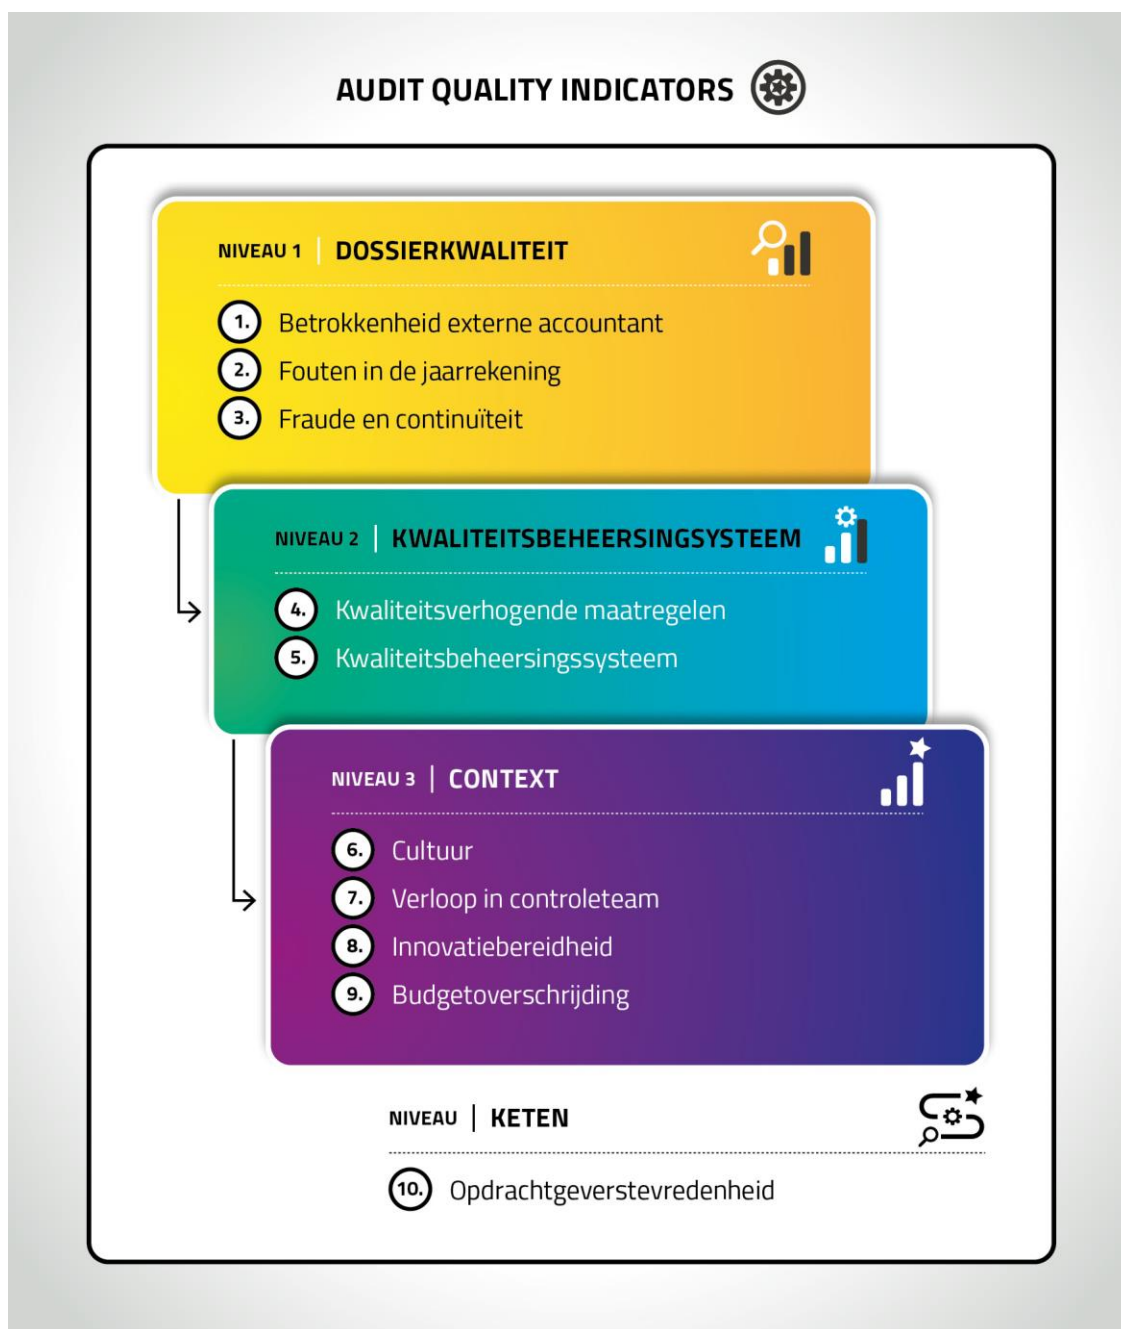 AUDIT QUALITY INDICATORS
NIVEAU 1 | DOSSIERKWALITEIT
1. Betrokkenheid externe accountant
2. Fouten in de jaarrekening
3. Fraude en continuïteit
NIVEAU 2 | KWALITEITSBEHEERSINGSYSTEEM
4. Kwaliteitsverhogende maatregelen
5. Kwaliteitsbeheersingssysteem
NIVEAU 3 | CONTEXT
6. Cultuur
7. Verloop in controleteam
8. Innovatiebereidheid
9. Budgetoverschrijding
NIVEAU | KETEN
10. Opdrachtgeverstevredenheid